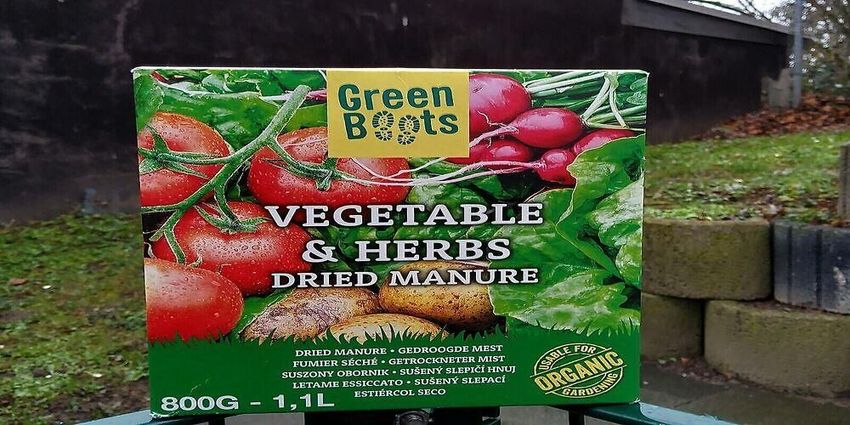 Green
Boots
VEGETABLE
& HERBS
DRIED MANURE
DRIED MANURE • GEDROOGDE MEST
FUMIER SÉCHÉ • GETROCKNETER MIST
SUSZONY OBORNIK • SUŠENÝ SLEPIČÍ HNUJ
LETAME ESSICCATO • SUŠENÝ SLEPACÍ
ESTIÉRCOL SECO
USABLE FOR
ORGANIC
GARDENING
800G - 1,1L